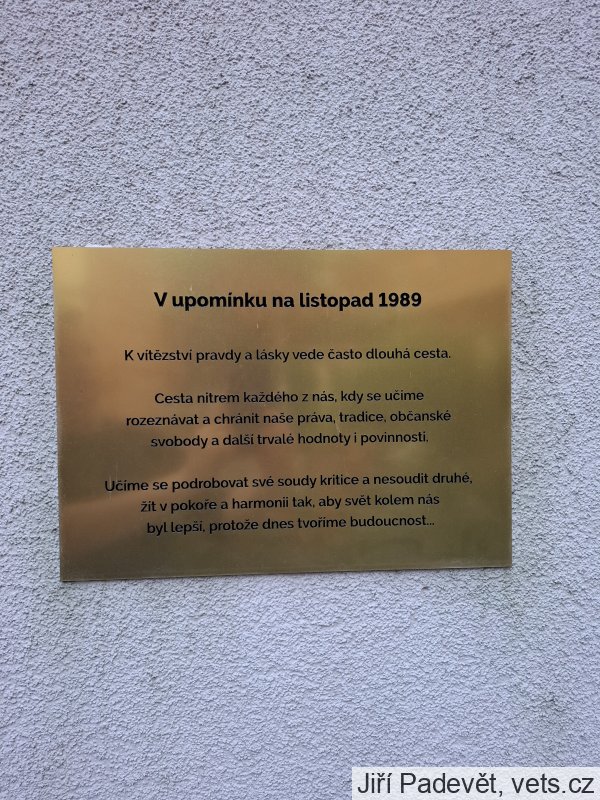 V upomínku na listopad 1989
K vítězství pravdy a lásky vede často dlouhá cesta.
Cesta nitrem každého z nás, kdy se učíme
rozeznávat a chránit naše práva, tradice, občanské
svobody a další trvalé hodnoty i povinnosti.
Učíme se podrobovat své soudy kritice a nesoudit druhé,
žít v pokoře a harmonii tak, aby svět kolem nás
byl lepší, protože dnes tvoříme budoucnost...
Jiří Padevět, vets.cz